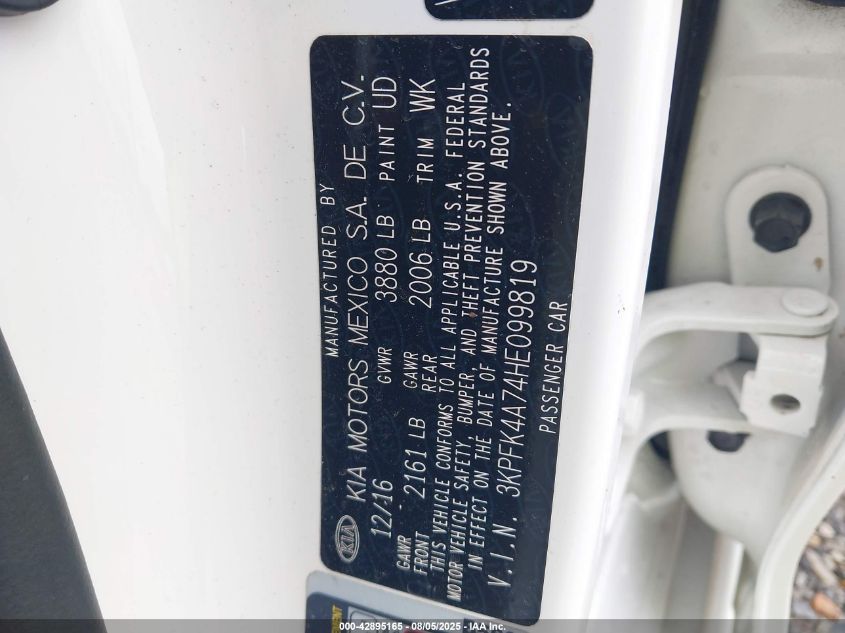 MANUFACTURED BY
KIA KIA MOTORS MEXICO S.A. DE C.V.
12/16 GVWR 3880 LB PAINT UD
GAWR FRONT 2161 LB GAWR REAR 2006 LB TRIM WK
THIS VEHICLE CONFORMS TO ALL APPLICABLE U.S.A. FEDERAL
MOTOR VEHICLE SAFETY, BUMPER, AND THEFT PREVENTION STANDARDS
IN EFFECT ON THE DATE OF MANUFACTURE SHOWN ABOVE.
V.I.N. 3KPFK4A74HE099819
PASSENGER CAR
000-42895165 - 08/05/2025 - IAA Inc.